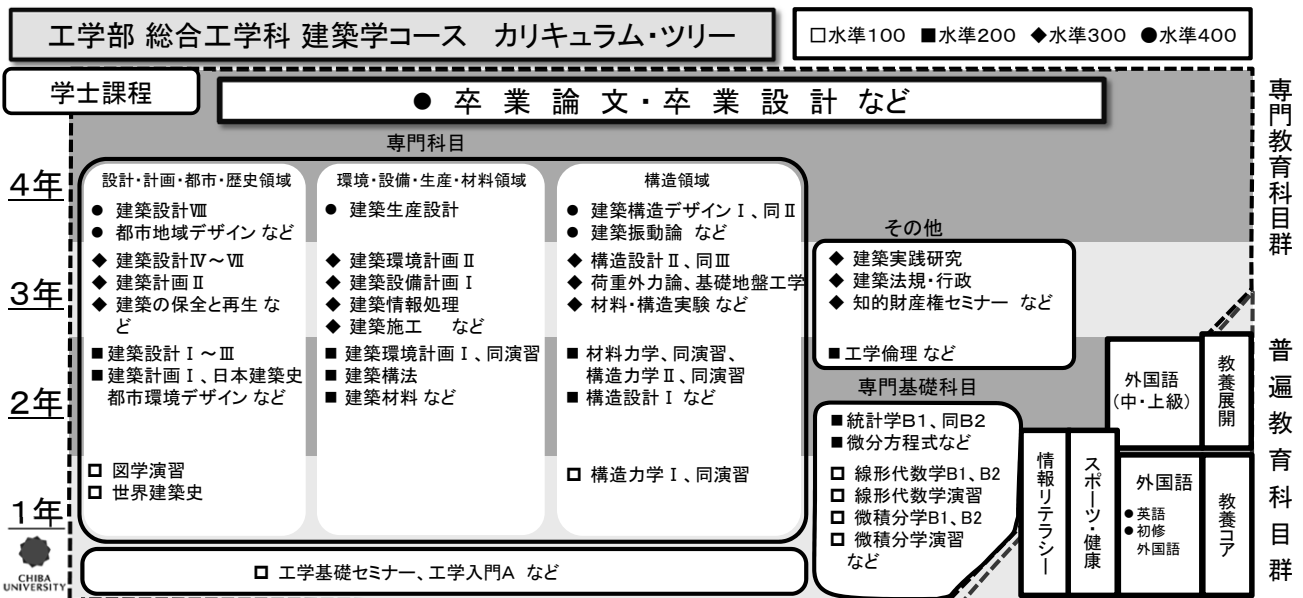 工学部 総合工学科 建築学コース カリキュラム・ツリー
□水準100 ■水準200 ◆水準300 ●水準400
学士課程
● 卒業論文・卒業設計 など
専門科目
4年
3年
2年
1年
設計・計画・都市・歴史領域
● 建築設計Ⅷ
● 都市地域デザイン など
◆ 建築設計Ⅳ～Ⅶ
◆ 建築計画Ⅱ
◆ 建築の保全と再生 な
ど
■建築設計Ⅰ～Ⅲ
■建築計画Ⅰ、日本建築史
都市環境デザイン など
□ 図学演習
□ 世界建築史
環境・設備・生産・材料領域
● 建築生産設計
◆ 建築環境計画Ⅱ
◆ 建築設備計画Ⅰ
◆ 建築情報処理
◆ 建築施工 など
■ 建築環境計画Ⅰ、同演習
■ 建築構法
■ 建築材料 など
構造領域
● 建築構造デザインⅠ、同Ⅱ
● 建築振動論 など
◆ 構造設計Ⅱ、同Ⅲ
◆ 荷重外力論、基礎地盤工学
◆ 材料・構造実験 など
■ 材料力学、同演習、
構造力学Ⅱ、同演習
■ 構造設計Ⅰ など
□ 構造力学Ⅰ、同演習
□ 工学基礎セミナー、工学入門A など
その他
◆ 建築実践研究
◆ 建築法規・行政
◆ 知的財産権セミナー など
■工学倫理 など
専門基礎科目
■統計学B1、同B2
■微分方程式など
□ 線形代数学B1、B2
□ 線形代数学演習
□ 微積分学B1、B2
□ 微積分学演習
など
情報リテラシー
スポーツ・健康
外国語
(中・上級)
教養展開
外国語
●英語
●初修
外国語
教養コア
専門教育科目群
普遍教育科目群
CHIBA
UNIVERSITY